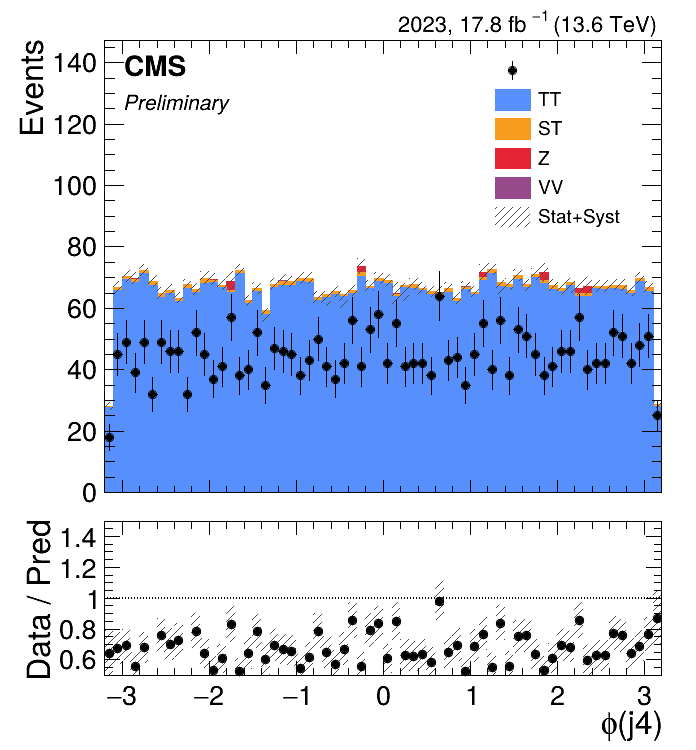 2023, 17.8 fb⁻¹ (13.6 TeV)
Events
CMS
Preliminary
TT
ST
Z
VV
Stat+Syst
140
120
100
80
60
40
20
0
Data / Pred
1.4
1.2
1
0.8
0.6
−3 −2 −1 0 1 2 3
ϕ(j4)